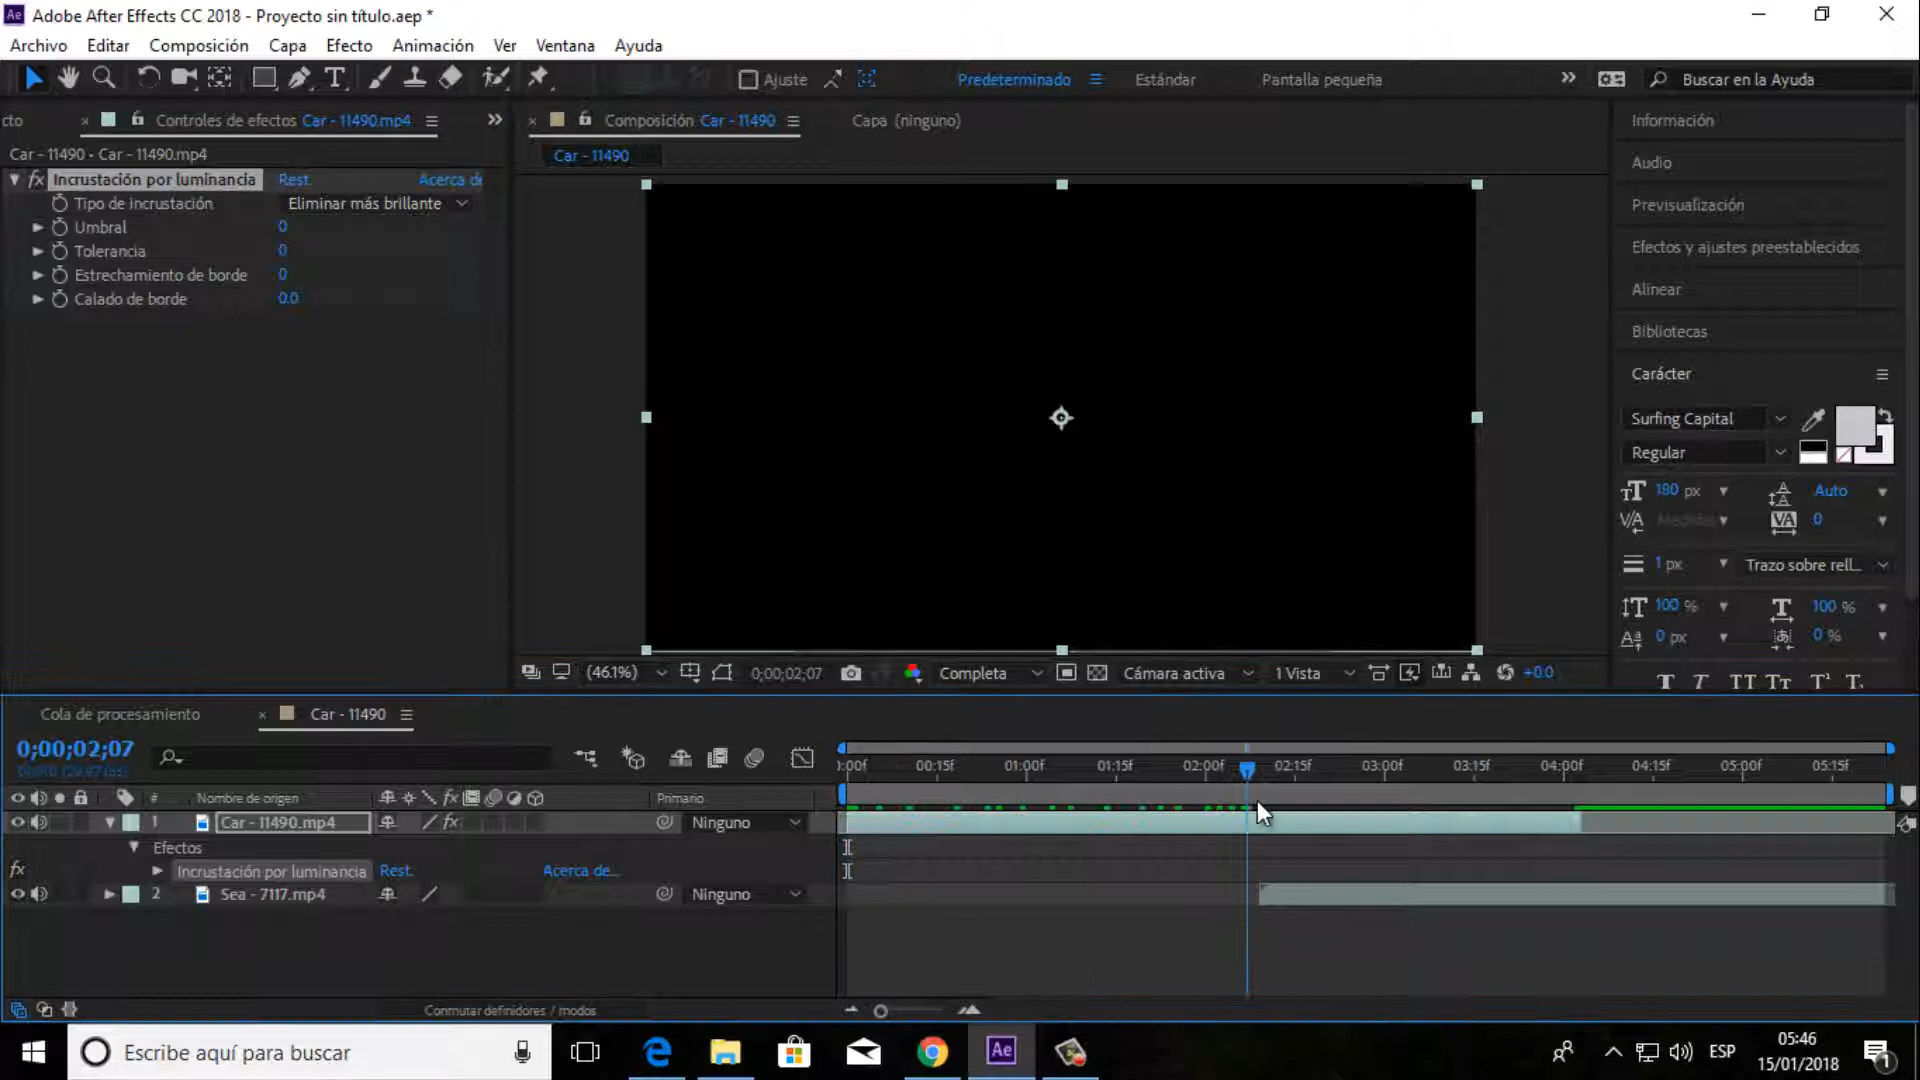 Adobe After Effects CC 2018 - Proyecto sin título.aep *
Archivo Editar Composición Capa Efecto Animación Ver Ventana Ayuda
Ajuste Predeterminado Estándar Pantalla pequeña Buscar en la Ayuda
cto Controles de efectos Car - 11490.mp4
Composición Car - 11490 Capa (ninguno)
Car - 11490 - Car - 11490.mp4
Car - 11490
fx Incrustación por luminancia Rest. Acerca de
Tipo de incrustación Eliminar más brillante
Umbral 0
Tolerancia 0
Estrechamiento de borde 0
Calado de borde 0.0
(46.1%) 0;00;02;07 Completa Cámara activa 1 Vista +0.0
Información
Audio
Previsualización
Efectos y ajustes preestablecidos
Alinear
Bibliotecas
Carácter
Surfing Capital
Regular
180 px Auto
0
1 px Trazo sobre rell...
100 % 100 %
0 px 0 %
Cola de procesamiento Car - 11490
0;00;02;07
:00f 00:15f 01:00f 01:15f 02:00f 02:15f 03:00f 03:15f 04:00f 04:15f 05:00f 05:15f
# Nombre de origen Primario
1 Car - 11490.mp4 Ninguno
Efectos
fx Incrustación por luminancia Rest. Acerca de...
2 Sea - 7117.mp4 Ninguno
Conmutar definidores / modos
Escribe aquí para buscar
Ae
ESP
05:46
15/01/2018
1